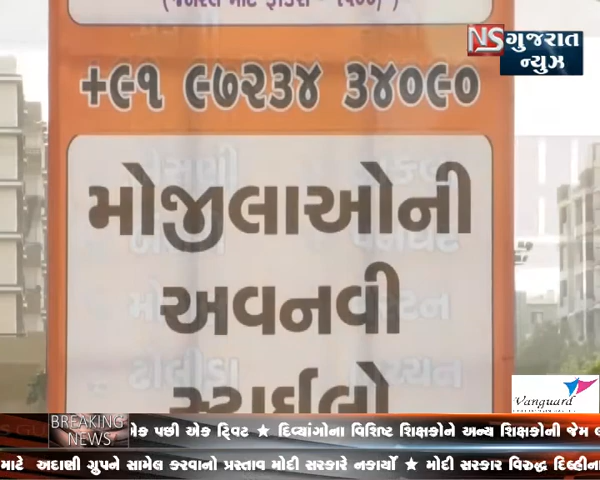 NS ગુજરાત
ન્યુઝ
+૯૧ ૯૭૨૩૪ ૩૪૦૯૦
મોજીલાઓની
અવનવી
સ્ટાઈલો
Vanguard
BREAKING
NEWS
પછી એક ટ્વિટ ★ દિવ્યાંગોના વિશિષ્ટ શિક્ષકોને અન્ય શિક્ષકોની જેમ
માટે અદાણી ગ્રુપને સામેલ કરવાનો પ્રસ્તાવ મોદી સરકારે નકાર્યો ★ મોદી સરકાર વિરુદ્ધ દિલ્હીના